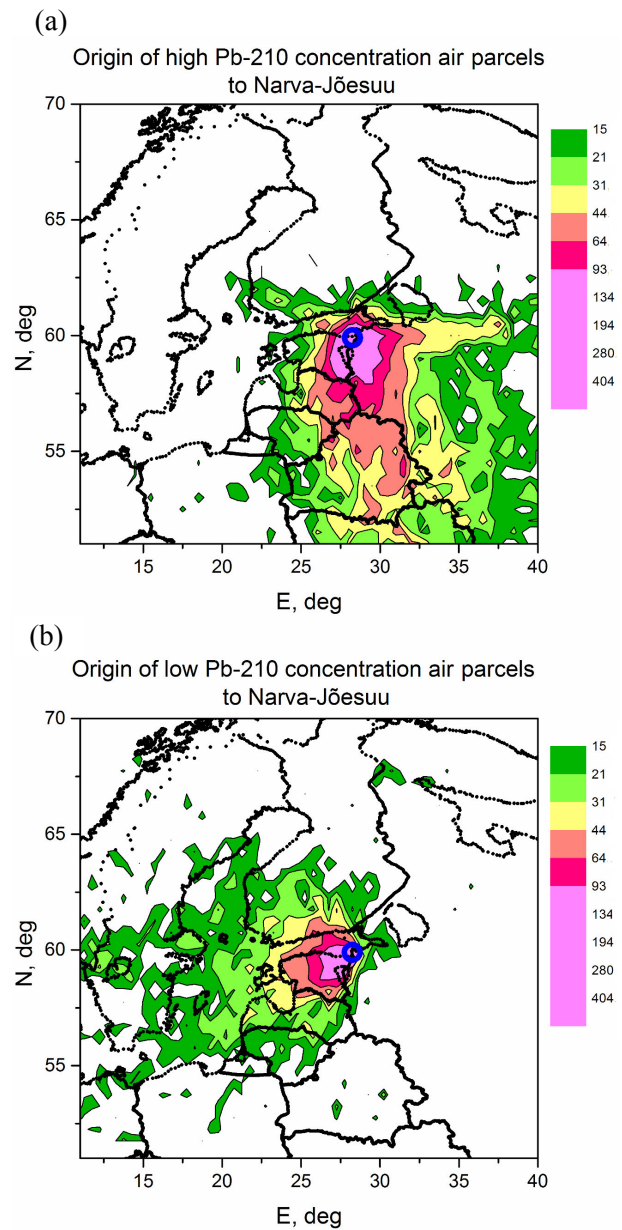 (a)
Origin of high Pb-210 concentration air parcels
to Narva-Jõesuu
70
65
60
55
N, deg
15 20 25 30 35 40
E, deg
15
21
31
44
64
93
134
194
280
404
(b)
Origin of low Pb-210 concentration air parcels
to Narva-Jõesuu
70
65
60
55
N, deg
15 20 25 30 35 40
E, deg
15
21
31
44
64
93
134
194
280
404